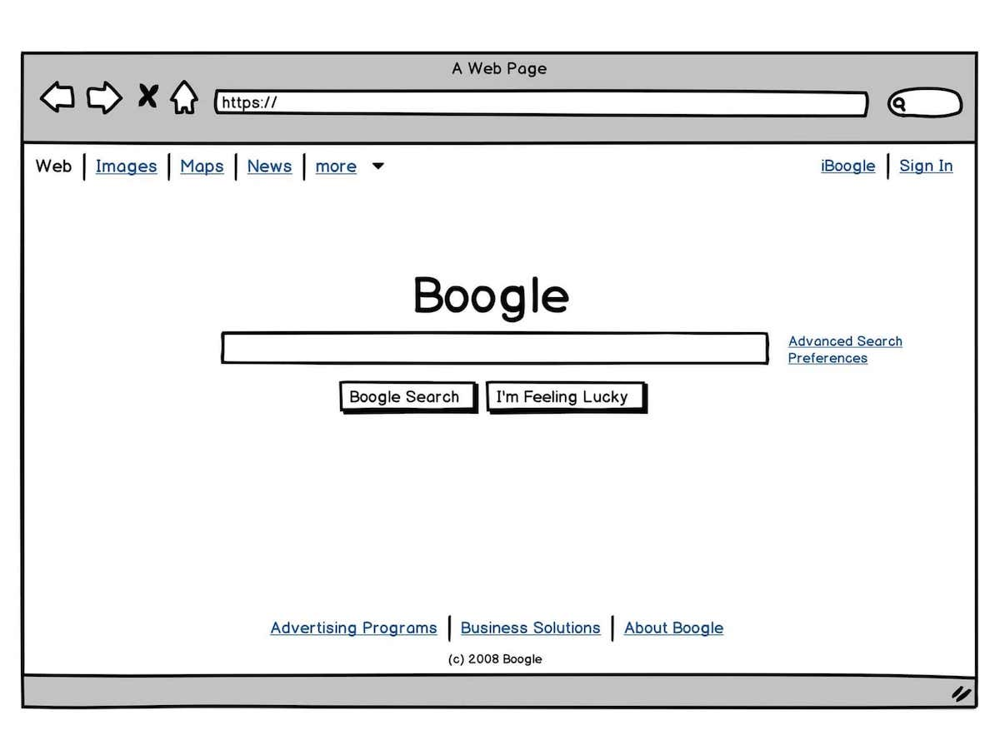 A Web Page
https://
Web Images Maps News more iBoogle Sign In
Boogle
Advanced Search
Preferences
Boogle Search I'm Feeling Lucky
Advertising Programs Business Solutions About Boogle
(c) 2008 Boogle